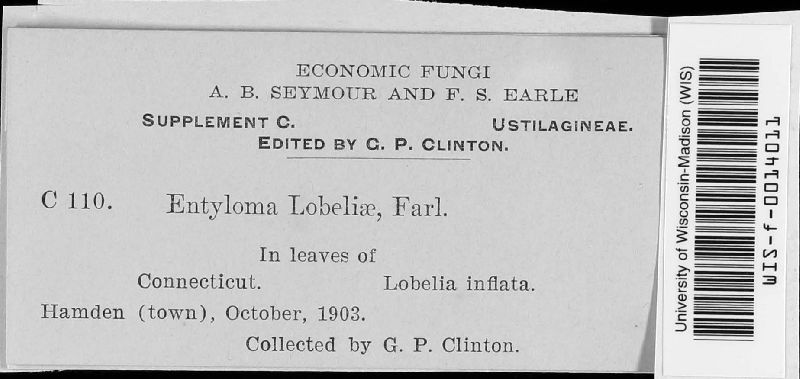 ECONOMIC FUNGI
A. B. SEYMOUR AND F. S. EARLE
SUPPLEMENT C. USTILAGINEAE.
EDITED BY G. P. CLINTON.
C 110. Entyloma Lobeliæ, Farl.
In leaves of
Connecticut. Lobelia inflata.
Hamden (town), October, 1903.
Collected by G. P. Clinton.
University of Wisconsin-Madison (WIS)
WIS-f-0014011